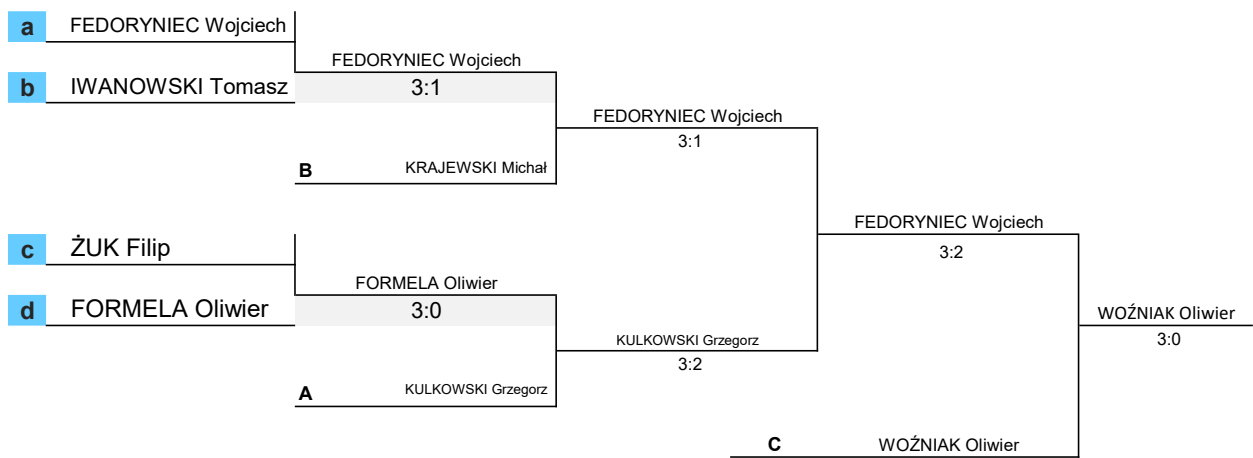 a FEDORYNIEC Wojciech
FEDORYNIEC Wojciech
b IWANOWSKI Tomasz 3:1
FEDORYNIEC Wojciech
3:1
B KRAJEWSKI Michał
FEDORYNIEC Wojciech
c ŻUK Filip
3:2
FORMELA Oliwier
d FORMELA Oliwier 3:0
WOŹNIAK Oliwier
3:0
KULKOWSKI Grzegorz
3:2
A KULKOWSKI Grzegorz
C WOŹNIAK Oliwier